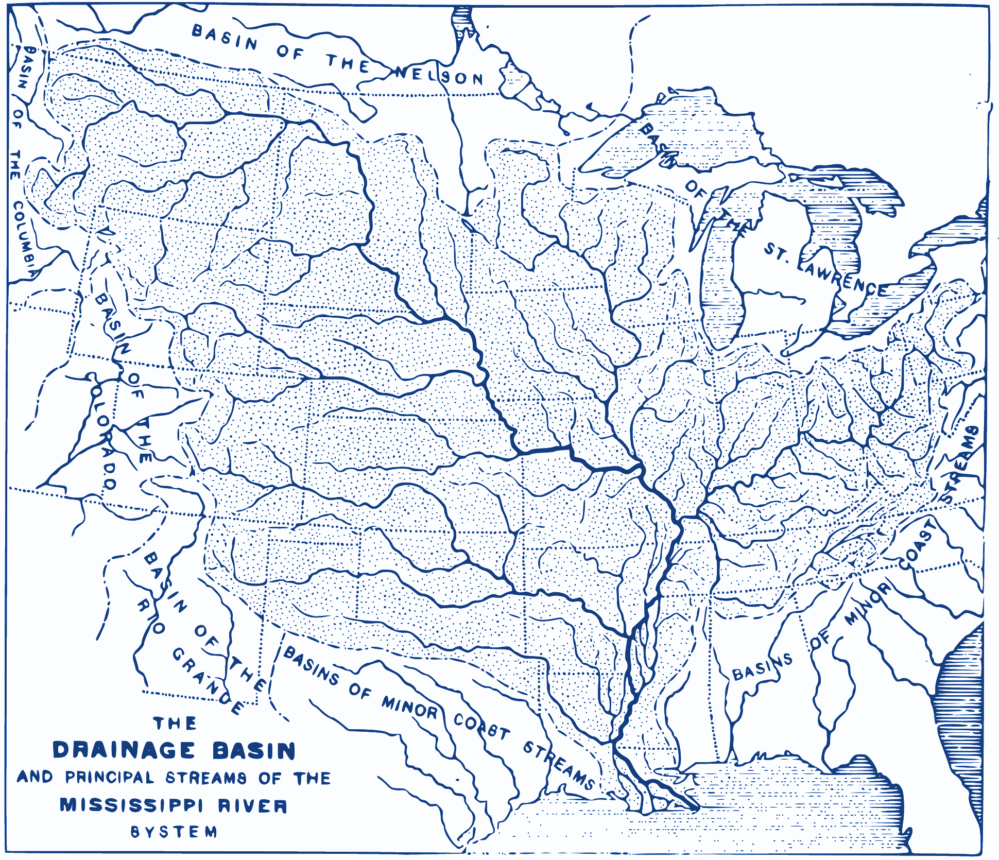 BASIN OF THE NELSON
BASIN OF THE COLUMBIA
BASIN OF THE ST. LAWRENCE
BASIN OF THE COLORADO
BASIN OF THE RIO GRANDE
BASINS OF MINOR COAST STREAMS
BASINS OF MINOR COAST STREAMS
THE
DRAINAGE BASIN
AND PRINCIPAL STREAMS OF THE
MISSISSIPPI RIVER
SYSTEM